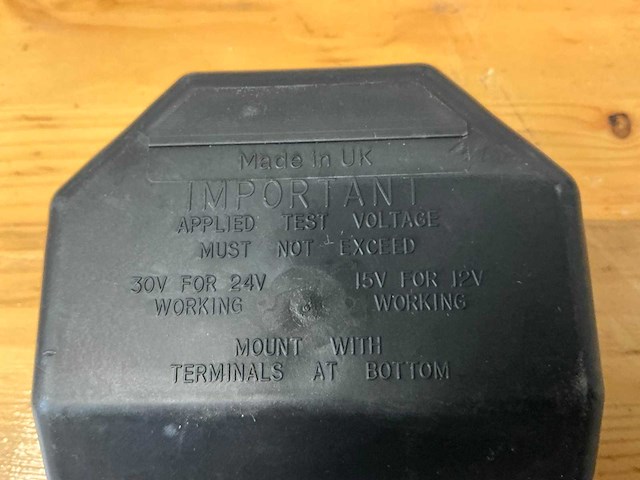 Made in UK
IMPORTANT
APPLIED TEST VOLTAGE
MUST NOT EXCEED
30V FOR 24V 15V FOR 12V
WORKING WORKING
MOUNT WITH
TERMINALS AT BOTTOM